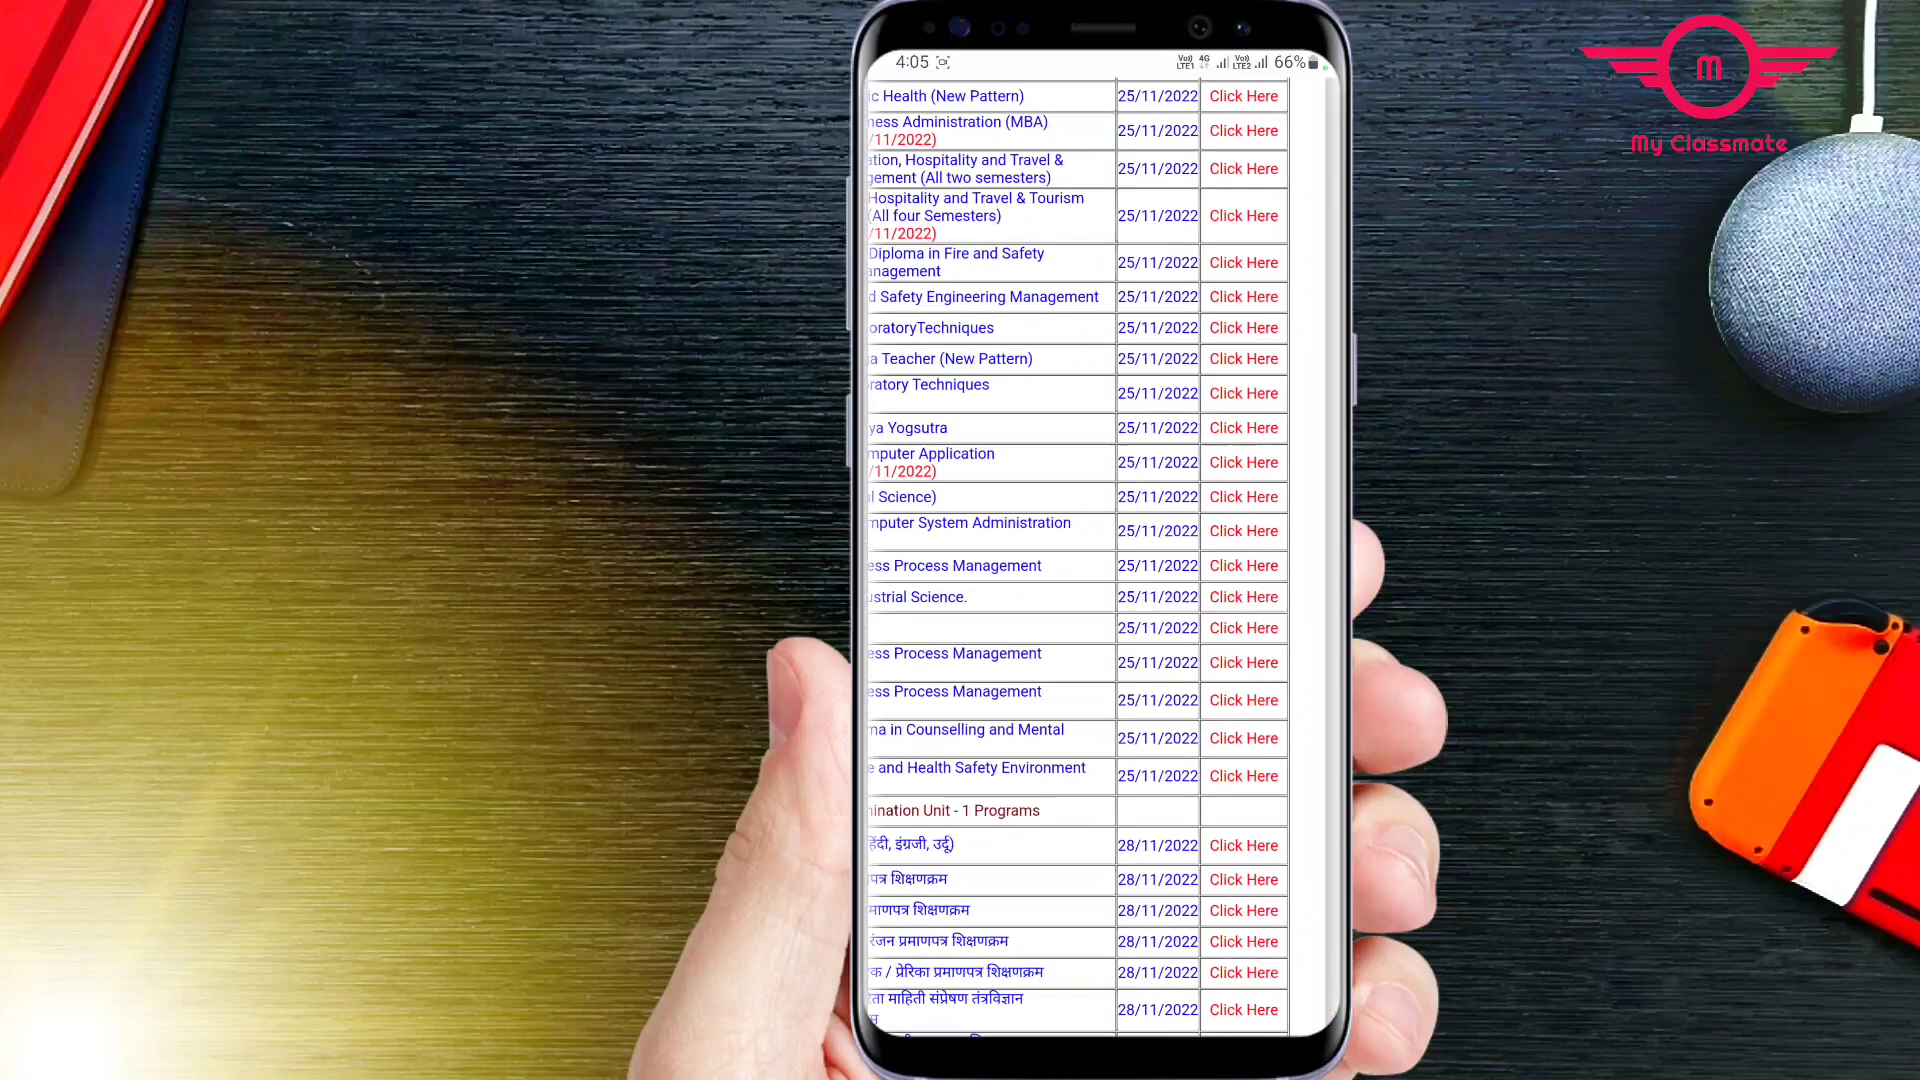 4:05
Vo)) LTE1 4G Vo)) LTE2 66%
M
My Classmate
ic Health (New Pattern) 25/11/2022 Click Here
ness Administration (MBA)
/11/2022) 25/11/2022 Click Here
ation, Hospitality and Travel &
gement (All two semesters) 25/11/2022 Click Here
Hospitality and Travel & Tourism
(All four Semesters) 25/11/2022 Click Here
/11/2022)
Diploma in Fire and Safety
anagement 25/11/2022 Click Here
d Safety Engineering Management 25/11/2022 Click Here
oratoryTechniques 25/11/2022 Click Here
ga Teacher (New Pattern) 25/11/2022 Click Here
ratory Techniques 25/11/2022 Click Here
ya Yogsutra 25/11/2022 Click Here
mputer Application
/11/2022) 25/11/2022 Click Here
l Science) 25/11/2022 Click Here
mputer System Administration 25/11/2022 Click Here
ess Process Management 25/11/2022 Click Here
ustrial Science. 25/11/2022 Click Here
25/11/2022 Click Here
ess Process Management 25/11/2022 Click Here
ess Process Management 25/11/2022 Click Here
ma in Counselling and Mental 25/11/2022 Click Here
e and Health Safety Environment 25/11/2022 Click Here
mination Unit - 1 Programs
हिंदी, इंग्रजी, उर्दू) 28/11/2022 Click Here
पत्र शिक्षणक्रम 28/11/2022 Click Here
माणपत्र शिक्षणक्रम 28/11/2022 Click Here
रंजन प्रमाणपत्र शिक्षणक्रम 28/11/2022 Click Here
रक / प्रेरिका प्रमाणपत्र शिक्षणक्रम 28/11/2022 Click Here
रिता माहिती संप्रेषण तंत्रविज्ञान
म 28/11/2022 Click Here